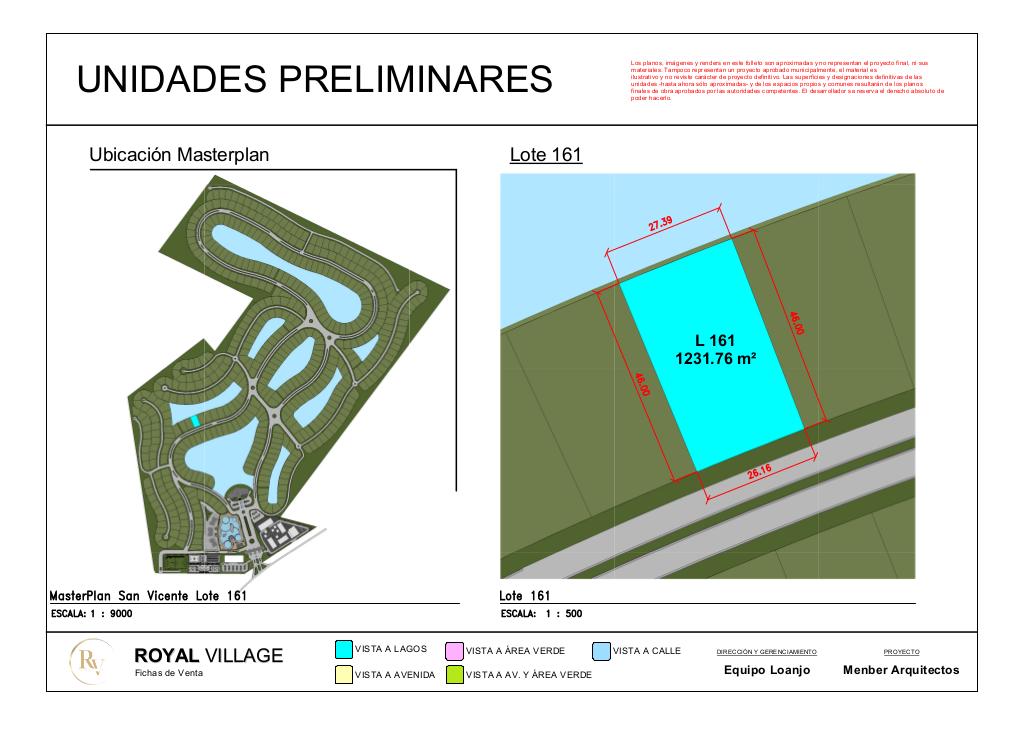 UNIDADES PRELIMINARES
Los planos, imágenes y renders en este folleto son aproximadas y no representan el proyecto final, ni sus
materiales. Tampoco representan un proyecto aprobado municipalmente, el material es
ilustrativo y no reviste carácter de proyecto definitivo. Las superficies y designaciones definitivas de las
unidades -hasta ahora sólo aproximadas- y de los espacios propios y comunes resultarán de los planos
finales de obra aprobados por las autoridades competentes. El desarrollador se reserva el derecho absoluto de
poder hacerlo.
Ubicación Masterplan
Lote 161
27.39
46.00
46.00
L 161
1231.76 m²
26.16
MasterPlan San Vicente Lote 161
ESCALA: 1 : 9000
Lote 161
ESCALA: 1 : 500
RV
ROYAL VILLAGE
Fichas de Venta
VISTA A LAGOS
VISTA A ÁREA VERDE
VISTA A CALLE
VISTA A AVENIDA
VISTA A AV. Y ÁREA VERDE
DIRECCIÓN Y GERENCIAMIENTO
Equipo Loanjo
PROYECTO
Menber Arquitectos